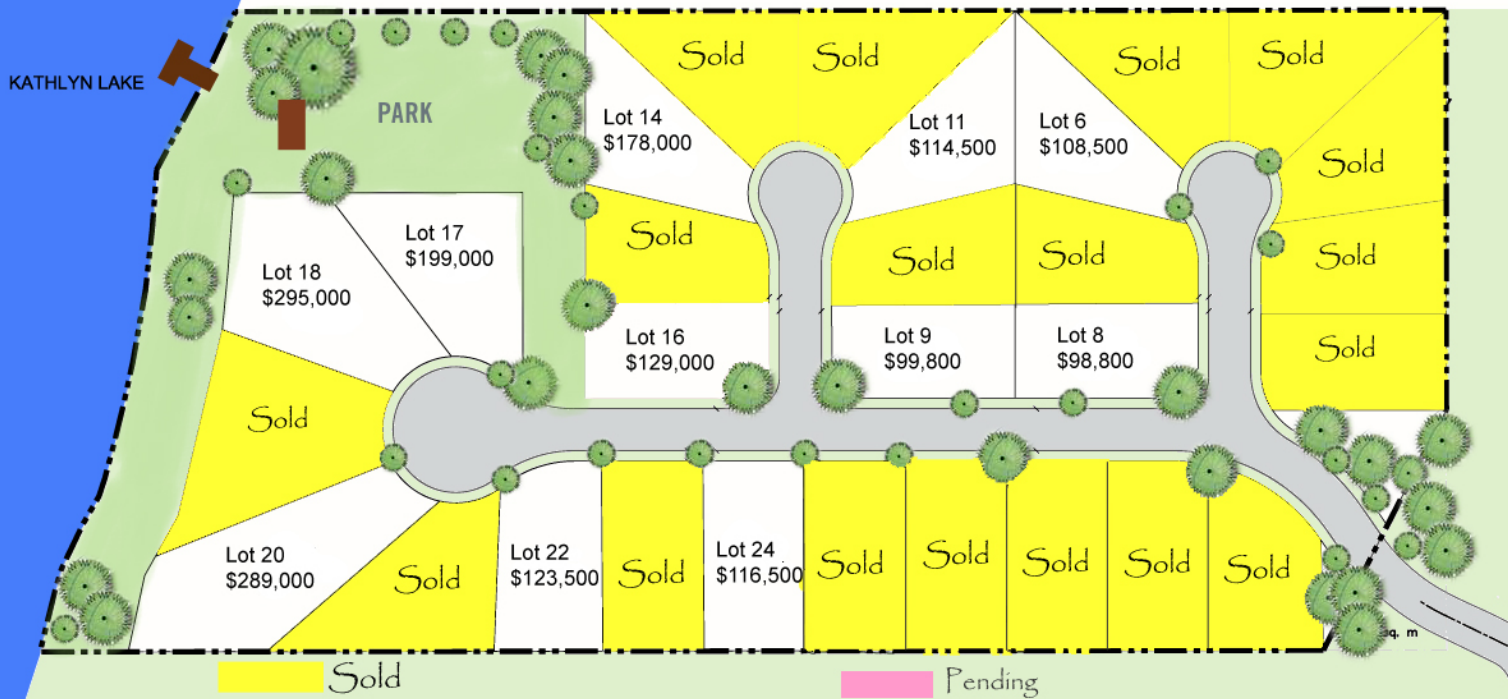 KATHLYN LAKE
PARK
Sold
Sold
Sold
Sold
Lot 14
$178,000
Lot 11
$114,500
Lot 6
$108,500
Sold
Sold
Sold
Sold
Sold
Lot 17
$199,000
Lot 18
$295,000
Lot 16
$129,000
Lot 9
$99,800
Lot 8
$98,800
Sold
Sold
Lot 20
$289,000
Sold
Lot 22
$123,500
Sold
Lot 24
$116,500
Sold
Sold
Sold
Sold
Sold
q. m
Sold
Pending